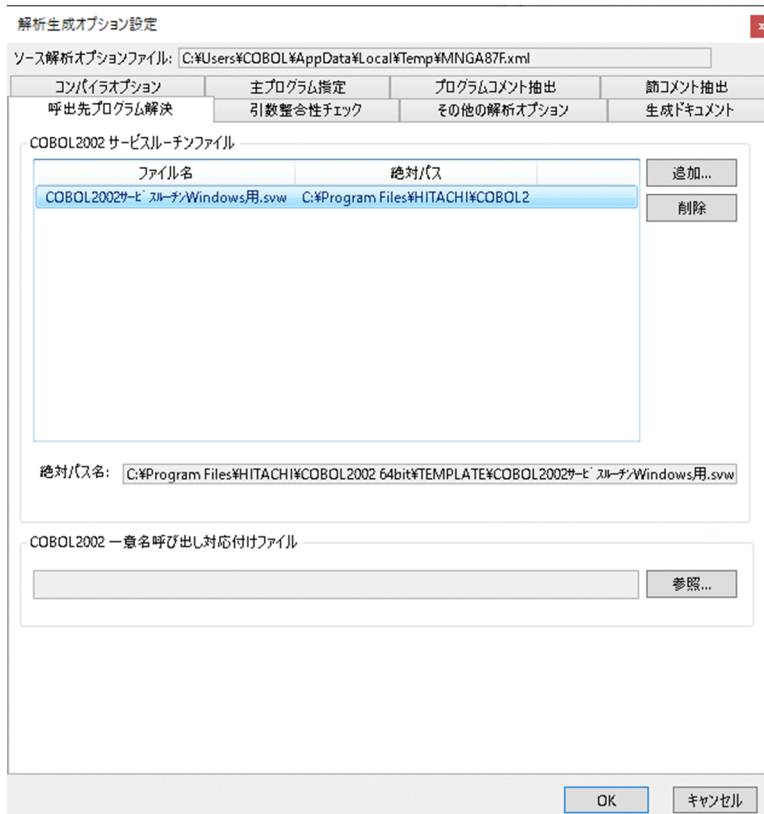 解析生成オプション設定
ソース解析オプションファイル: C:¥Users¥COBOL¥AppData¥Local¥Temp¥MNGA87F.xml
コンパイラオプション 主プログラム指定 プログラムコメント抽出 節コメント抽出
呼出先プログラム解決 引数整合性チェック その他の解析オプション 生成ドキュメント
COBOL2002 サービスルーチンファイル
ファイル名 絶対パス 追加...
COBOL2002ｻｰﾋﾞｽﾙｰﾁﾝWindows用.svw C:¥Program Files¥HITACHI¥COBOL2
削除
絶対パス名: C:¥Program Files¥HITACHI¥COBOL2002 64bit¥TEMPLATE¥COBOL2002ｻｰﾋﾞｽﾙｰﾁﾝWindows用.svw
COBOL2002 一意名呼び出し対応付けファイル
参照...
OK キャンセル